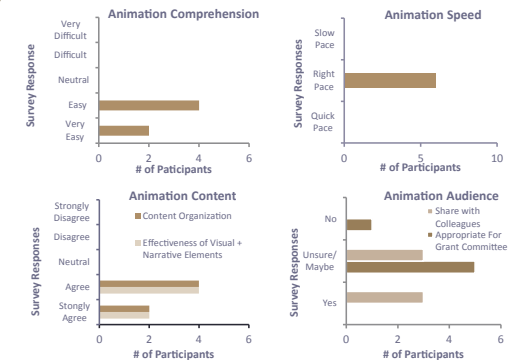 Animation Comprehension
Survey Response
Very
Difficult
Difficult
Neutral
Easy
Very
Easy
0 2 4 6
# of Paticipants
Animation Speed
Survey Responses
Slow
Pace
Right
Pace
Quick
Pace
0 5 10
# of Participants
Animation Content
Survey Responses
Strongly
Disagree
Disagree
Neutral
Agree
Stongly
Agree
Content Organization
Effectiveness of Visual +
Narrative Elements
0 2 4 6
# of Participants
Animation Audience
Survey Responses
No
Unsure/
Maybe
Yes
Share with
Colleagues
Appropriate For
Grant Committee
0 2 4 6
# of Participants